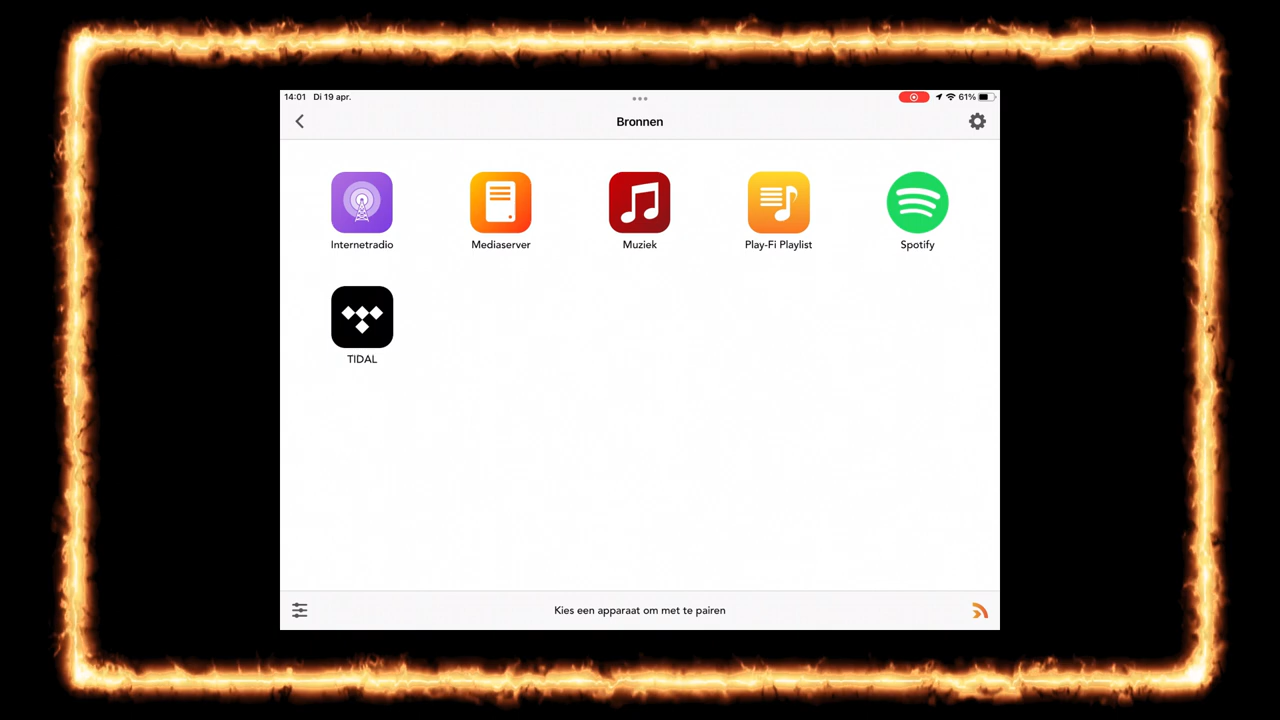 14:01 Di 19 apr.
61%
Bronnen
Internetradio
Mediaserver
Muziek
Play-Fi Playlist
Spotify
TIDAL
Kies een apparaat om met te pairen